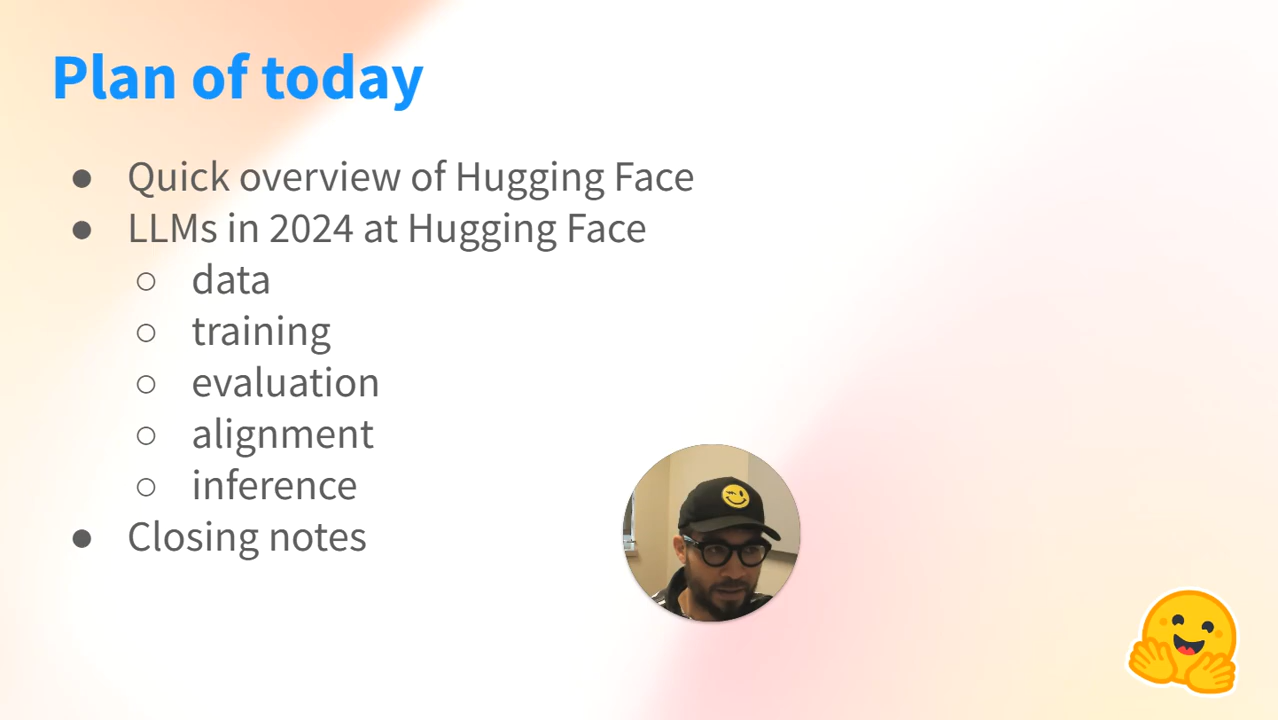 Plan of today
● Quick overview of Hugging Face
● LLMs in 2024 at Hugging Face
○ data
○ training
○ evaluation
○ alignment
○ inference
● Closing notes